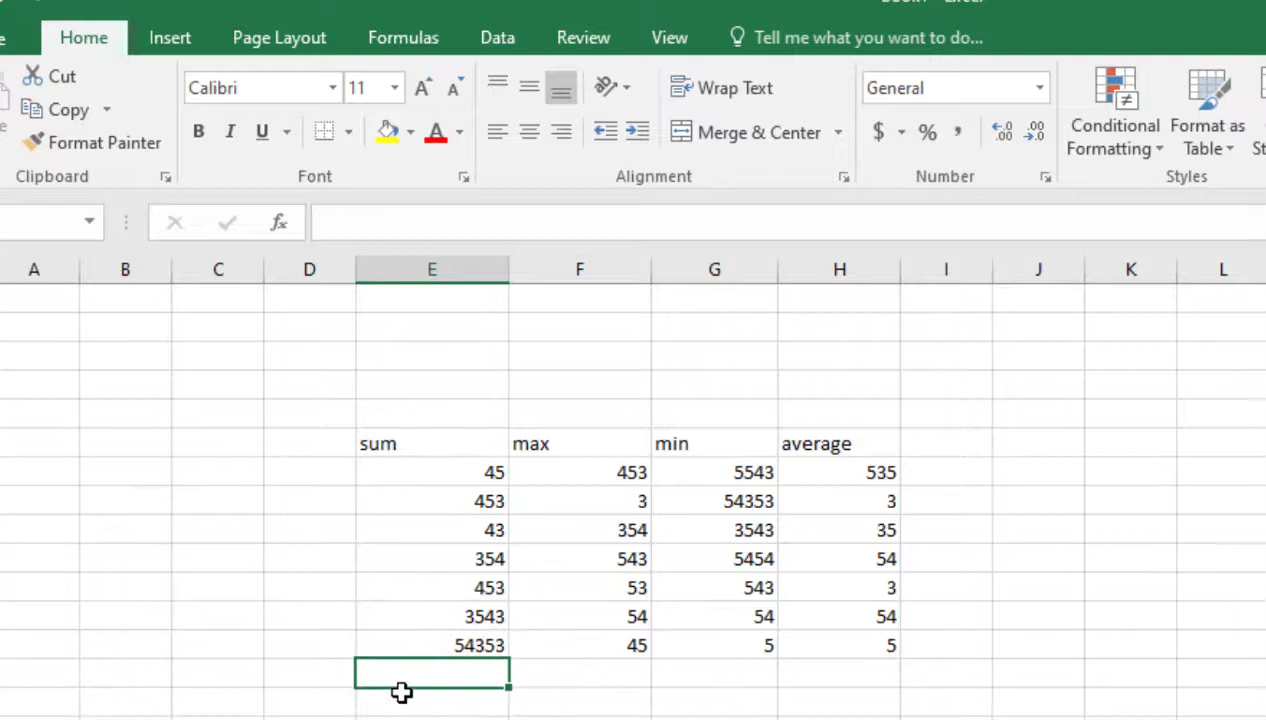 Home Insert Page Layout Formulas Data Review View Tell me what you want to do...
Cut
Copy
Format Painter
Clipboard
Calibri 11
B I U A
Font
Wrap Text
Merge & Center
Alignment
General
$ % ,
Number
Conditional Formatting
Format as Table
Styles
fx
A B C D E F G H I J K L
sum max min average
45 453 5543 535
453 3 54353 3
43 354 3543 35
354 543 5454 54
453 53 543 3
3543 54 54 54
54353 45 5 5